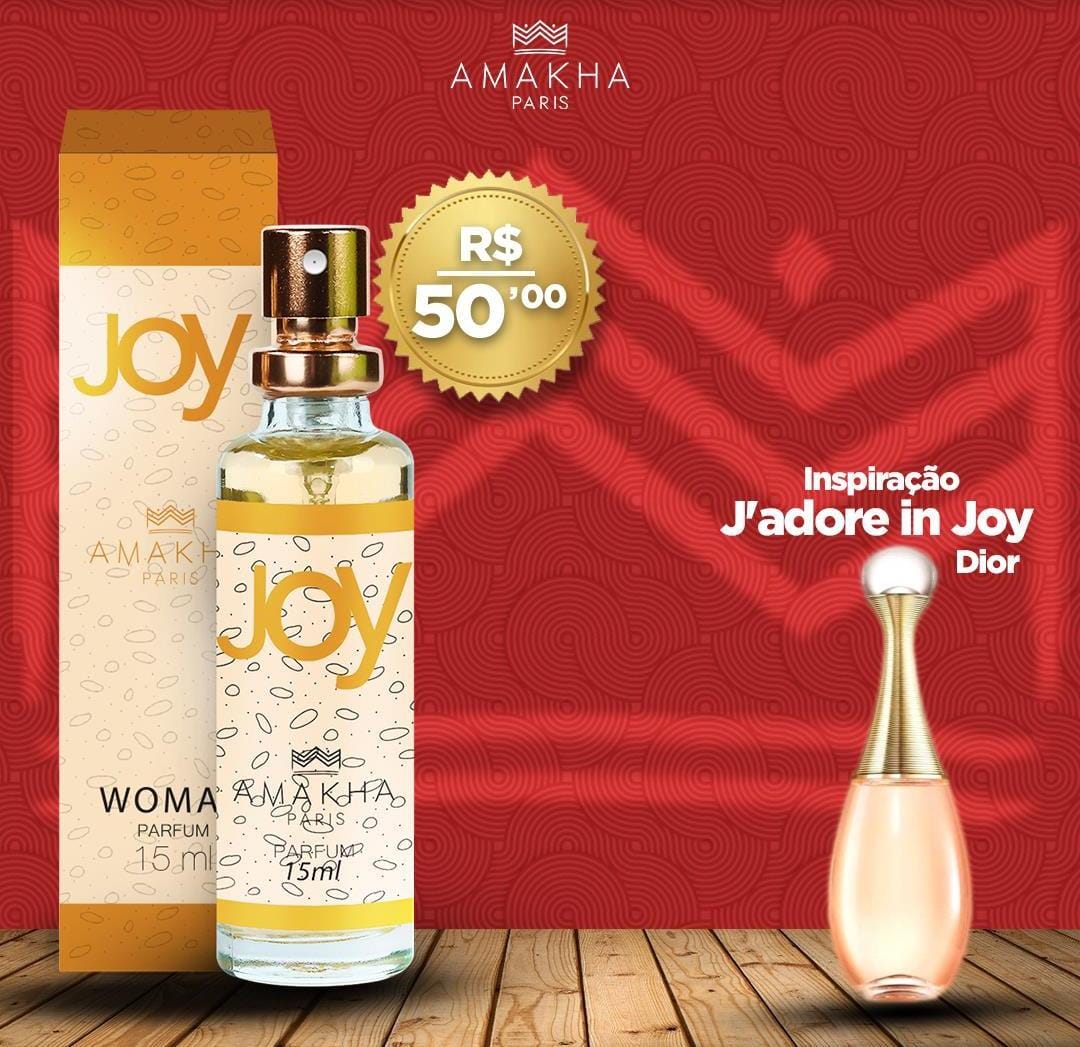 AMAKHA
PARIS
R$
50,00
Joy
AMAKH
PARIS
WOMA
PARFUM
15 ml
Joy
AMAKHA
PARIS
PARFUM
15ml
Inspiração
J'adore in Joy
Dior